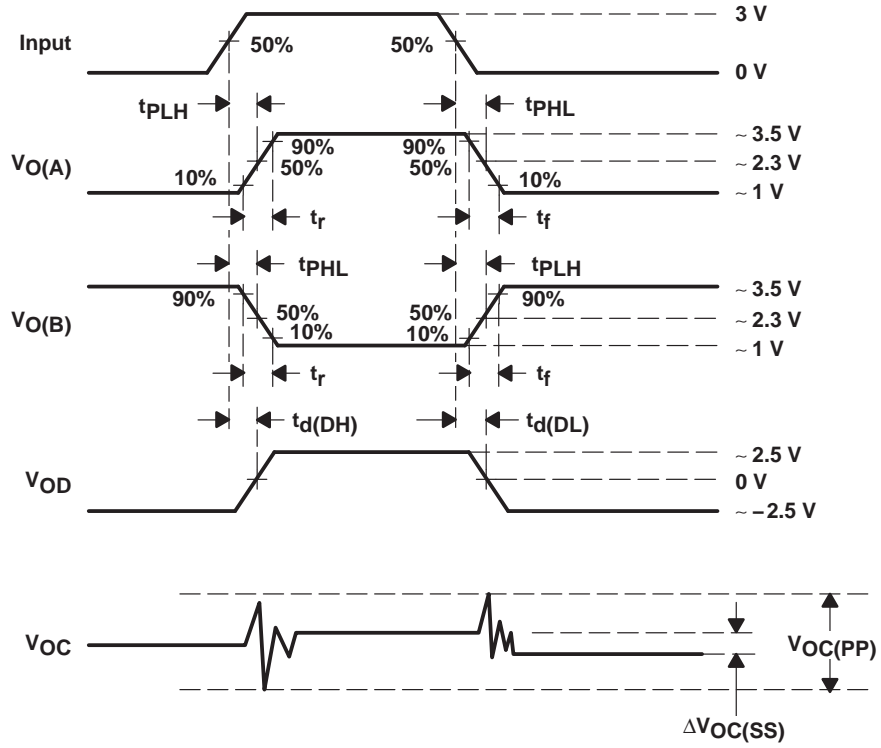 3 V
Input 50% 50%
0 V
tPLH tPHL
~ 3.5 V
90% 90%
VO(A) 50% 50% ~ 2.3 V
10% 10%
~ 1 V
tr tf
tPHL tPLH
~ 3.5 V
90% 90%
VO(B) 50% 50% ~ 2.3 V
10% 10%
~ 1 V
tr tf
td(DH) td(DL)
~ 2.5 V
VOD 0 V
~ –2.5 V
VOC VOC(PP)
ΔVOC(SS)